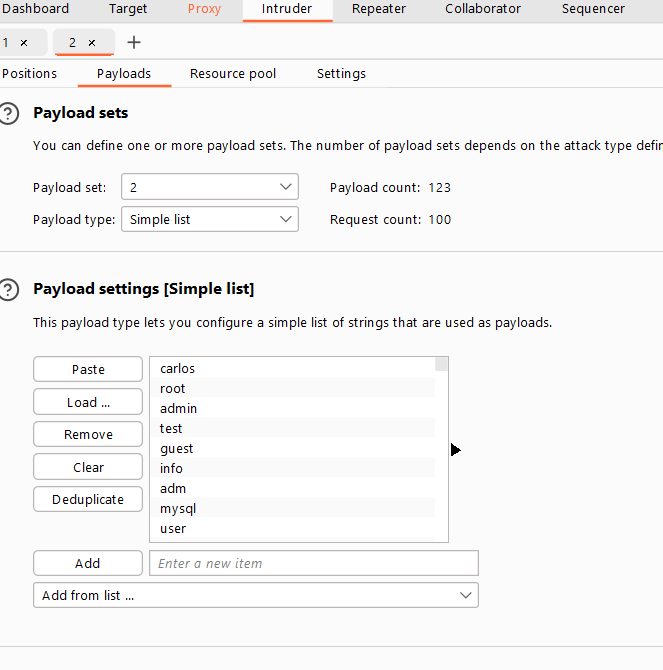 Dashboard Target Proxy Intruder Repeater Collaborator Sequencer
1 × 2 × +
Positions Payloads Resource pool Settings
? Payload sets
You can define one or more payload sets. The number of payload sets depends on the attack type
Payload set: 2 Payload count: 123
Payload type: Simple list Request count: 100
? Payload settings [Simple list]
This payload type lets you configure a simple list of strings that are used as payloads.
Paste
Load ...
Remove
Clear
Deduplicate
carlos
root
admin
test
guest
info
adm
mysql
user
Add Enter a new item
Add from list ...